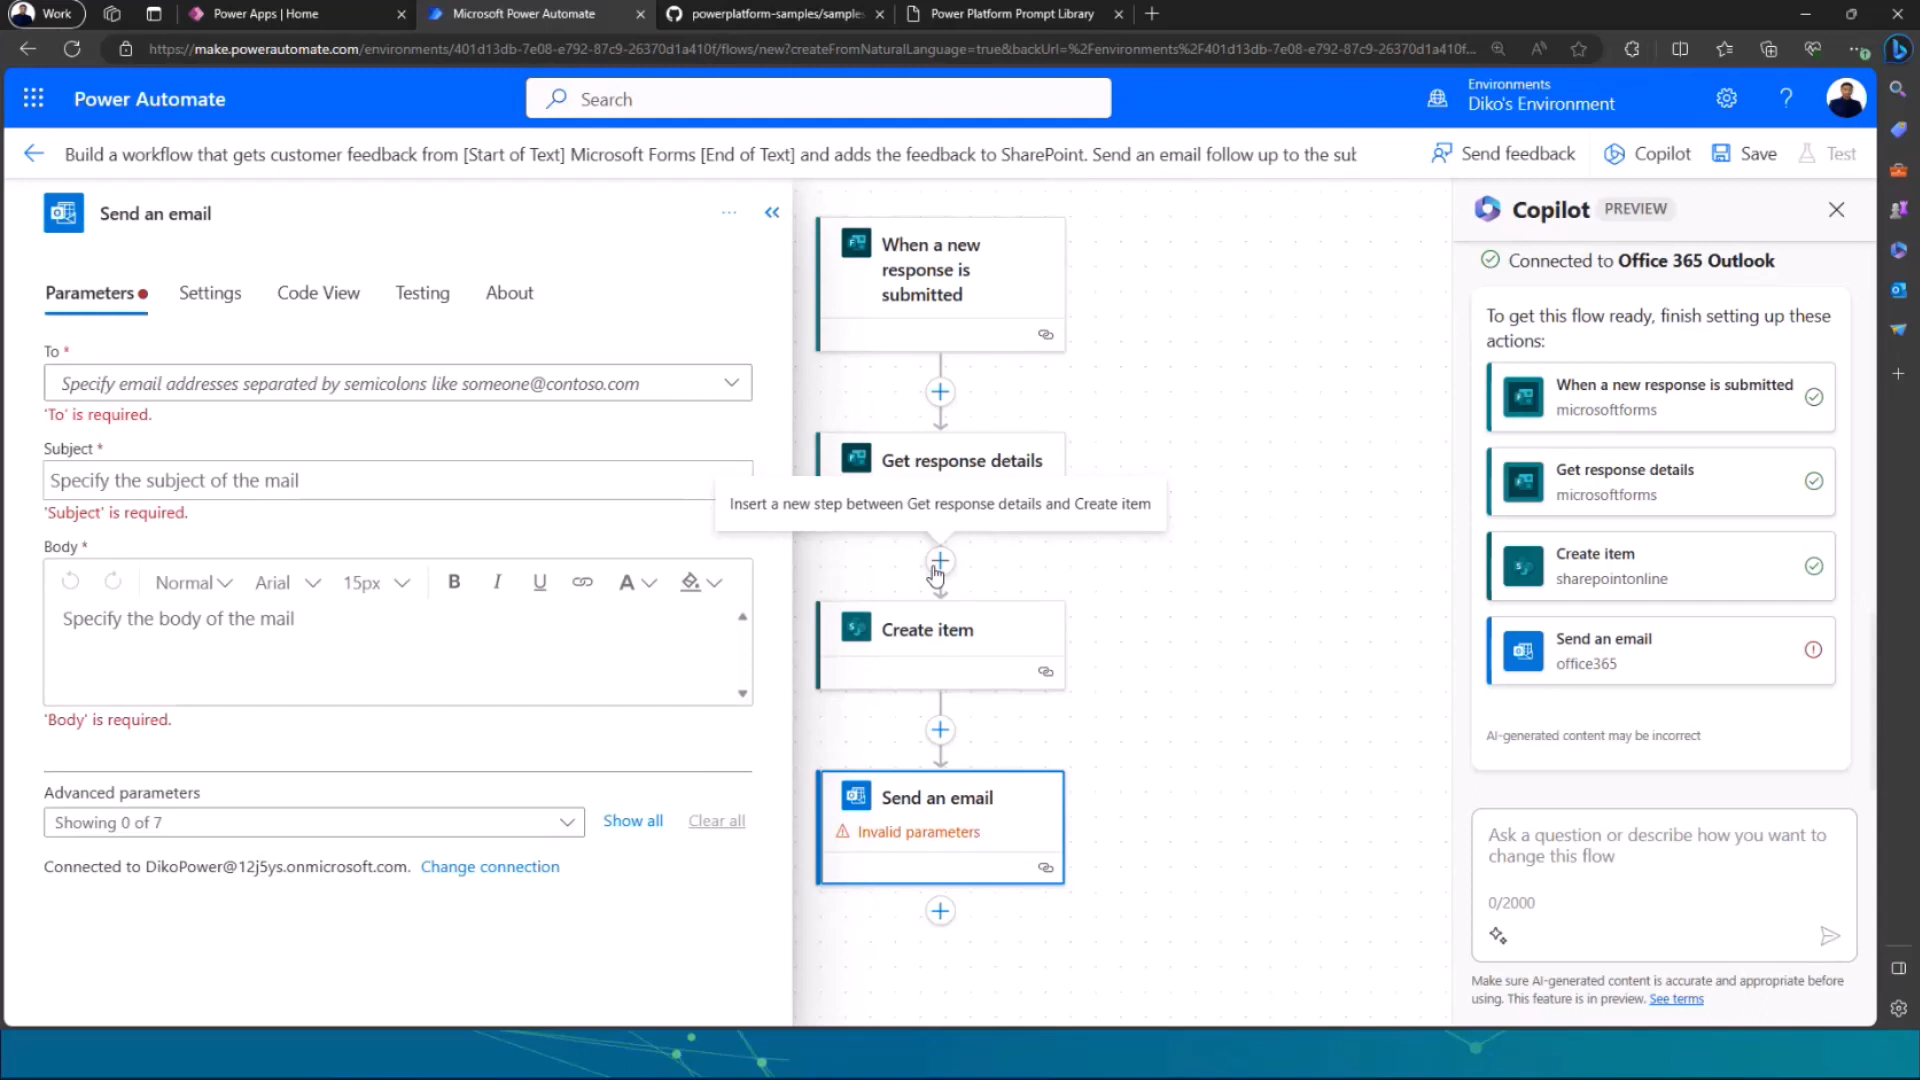 Work
Power Apps | Home
Microsoft Power Automate
powerplatform-samples/sample
Power Platform Prompt Library
https://make.powerautomate.com/environments/401d13db-7e08-e792-87c9-26370d1a410f/flows/new?createFromNaturalLanguage=true&backUrl=%2Fenvironments%2F401d13db-7e08-e792-87c9-26370d1a410f...
Power Automate
Search
Environments
Diko's Environment
Build a workflow that gets customer feedback from [Start of Text] Microsoft Forms [End of Text] and adds the feedback to SharePoint. Send an email follow up to the sub
Send feedback
Copilot
Save
Test
Send an email
Parameters
Settings
Code View
Testing
About
To *
Specify email addresses separated by semicolons like someone@contoso.com
'To' is required.
Subject *
Specify the subject of the mail
'Subject' is required.
Body *
Normal
Arial
15px
B
I
U
A
Specify the body of the mail
'Body' is required.
Advanced parameters
Showing 0 of 7
Show all
Clear all
Connected to DikoPower@12j5ys.onmicrosoft.com. Change connection
When a new
response is
submitted
Get response details
Insert a new step between Get response details and Create item
Create item
Send an email
Invalid parameters
Copilot
PREVIEW
Connected to Office 365 Outlook
To get this flow ready, finish setting up these
actions:
When a new response is submitted
microsoftforms
Get response details
microsoftforms
Create item
sharepointonline
Send an email
office365
AI-generated content may be incorrect
Ask a question or describe how you want to
change this flow
0/2000
Make sure AI-generated content is accurate and appropriate before
using. This feature is in preview. See terms